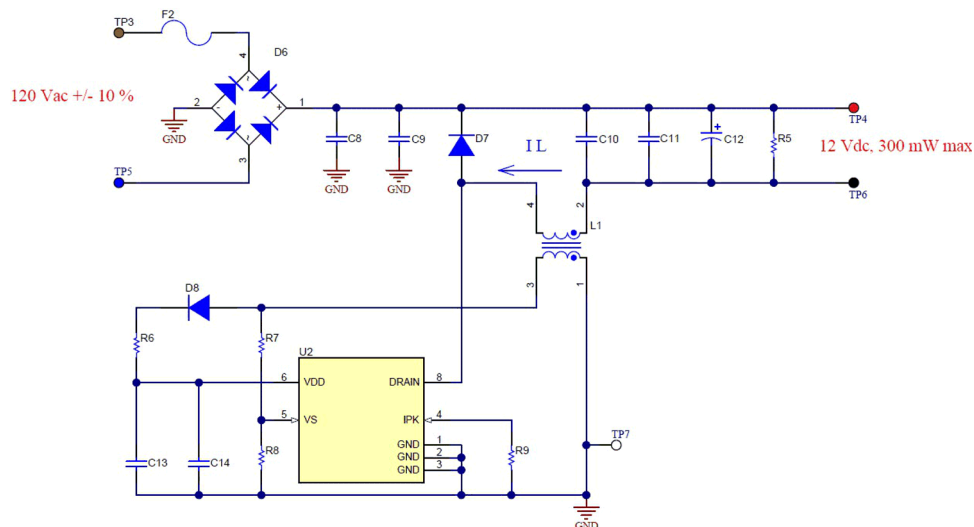 TP3
F2
4
D6
120 Vac +/- 10 %
2
-
~
+
~
1
GND
3
TP5
C8
GND
C9
GND
D7
I L
C10
C11
+
C12
R5
TP4
12 Vdc, 300 mW max
TP6
4
2
L1
3
1
D8
R6
R7
U2
6
VDD
DRAIN
8
5
VS
IPK
4
GND
1
GND
2
GND
3
R8
R9
C13
C14
TP7
GND